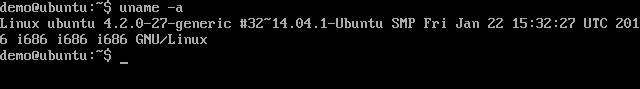 demo@ubuntu:~$ uname -a
Linux ubuntu 4.2.0-27-generic #32~14.04.1-Ubuntu SMP Fri Jan 22 15:32:27 UTC 201
6 i686 i686 i686 GNU/Linux
demo@ubuntu:~$ _